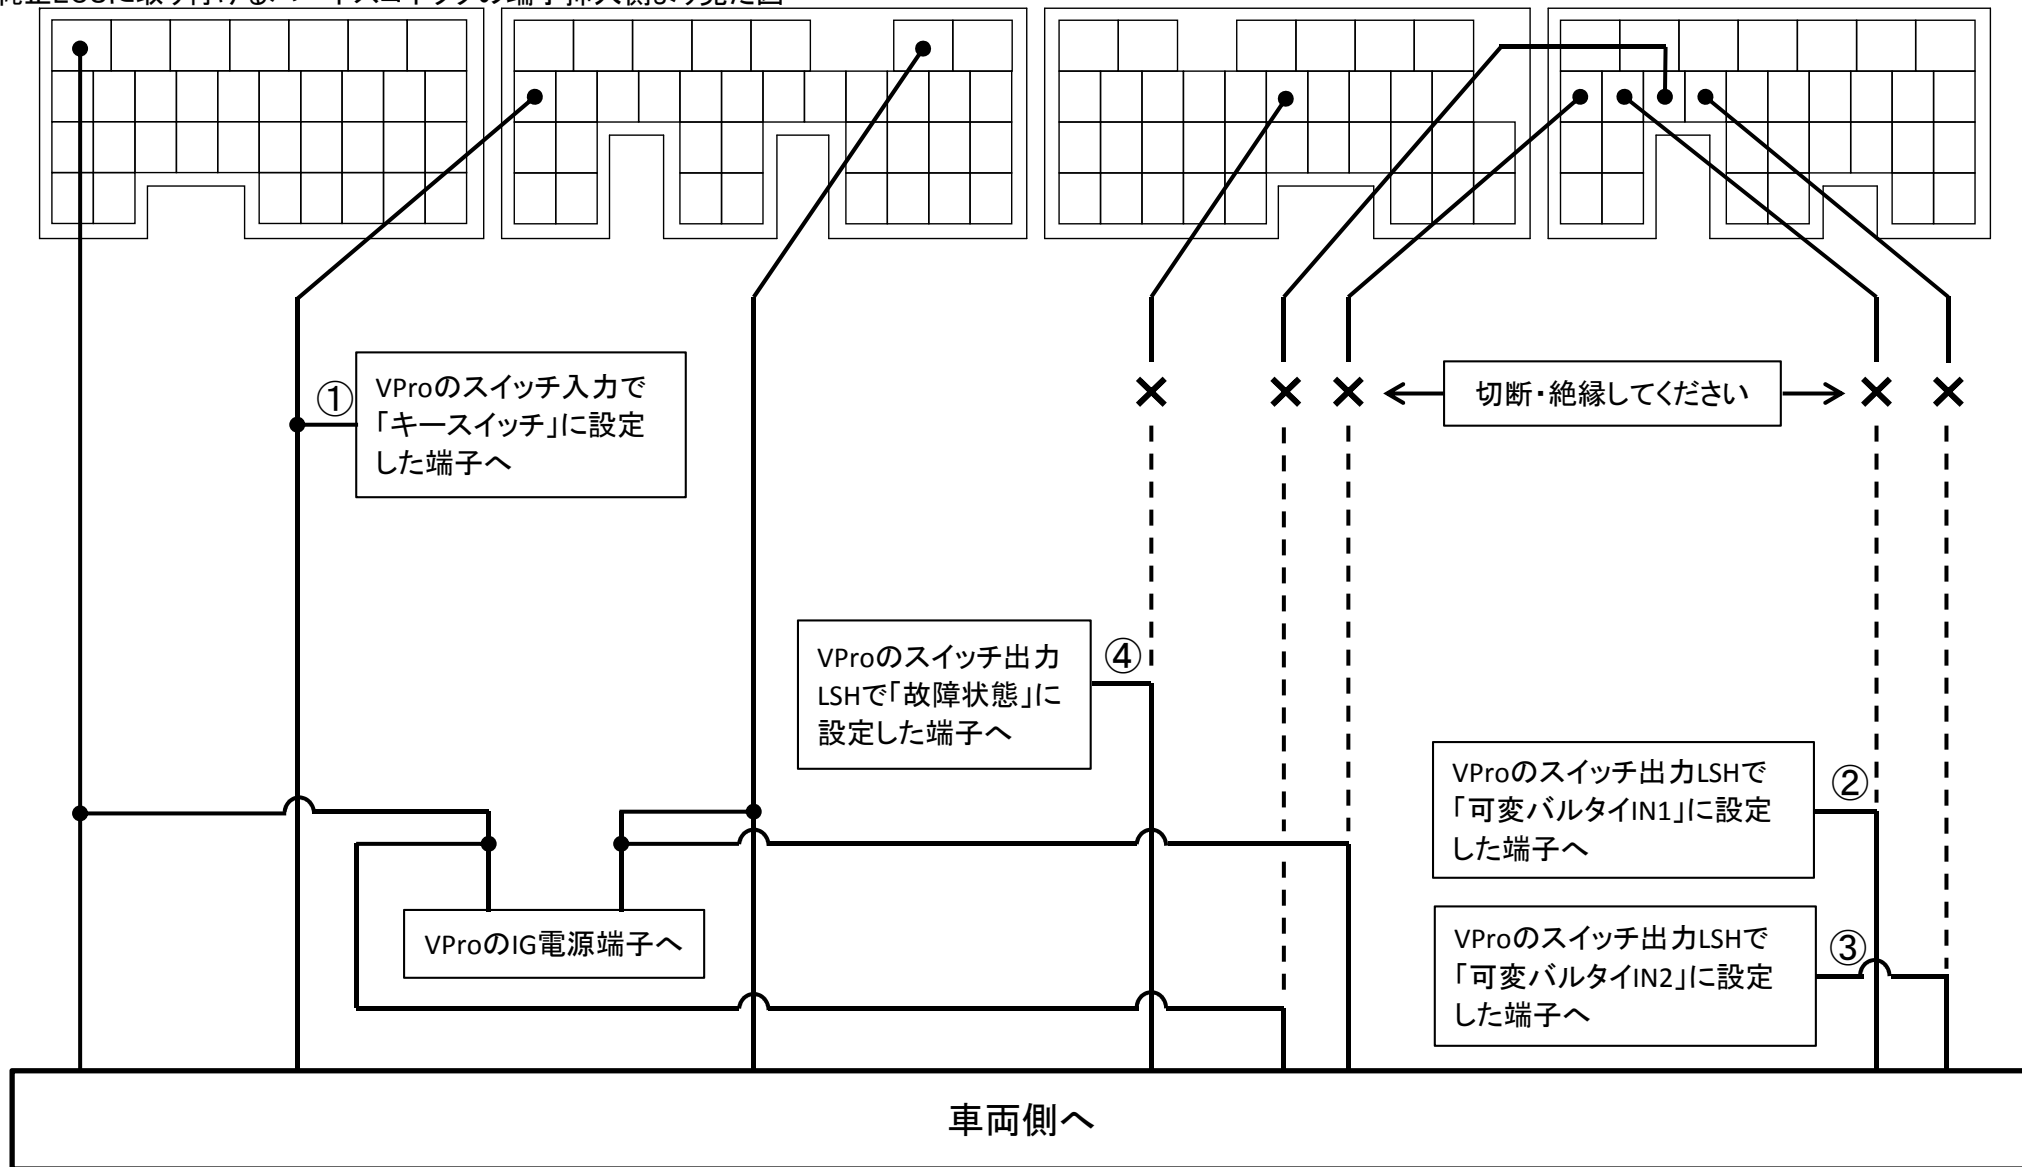 ①
VProのスイッチ入力で
「キースイッチ」に設定
した端子へ
切断・絶縁してください
VProのスイッチ出力
LSHで「故障状態」に
設定した端子へ
④
VProのスイッチ出力LSHで
「可変バルタイIN1」に設定
した端子へ
②
VProのIG電源端子へ
VProのスイッチ出力LSHで
「可変バルタイIN2」に設定
した端子へ
③
車両側へ